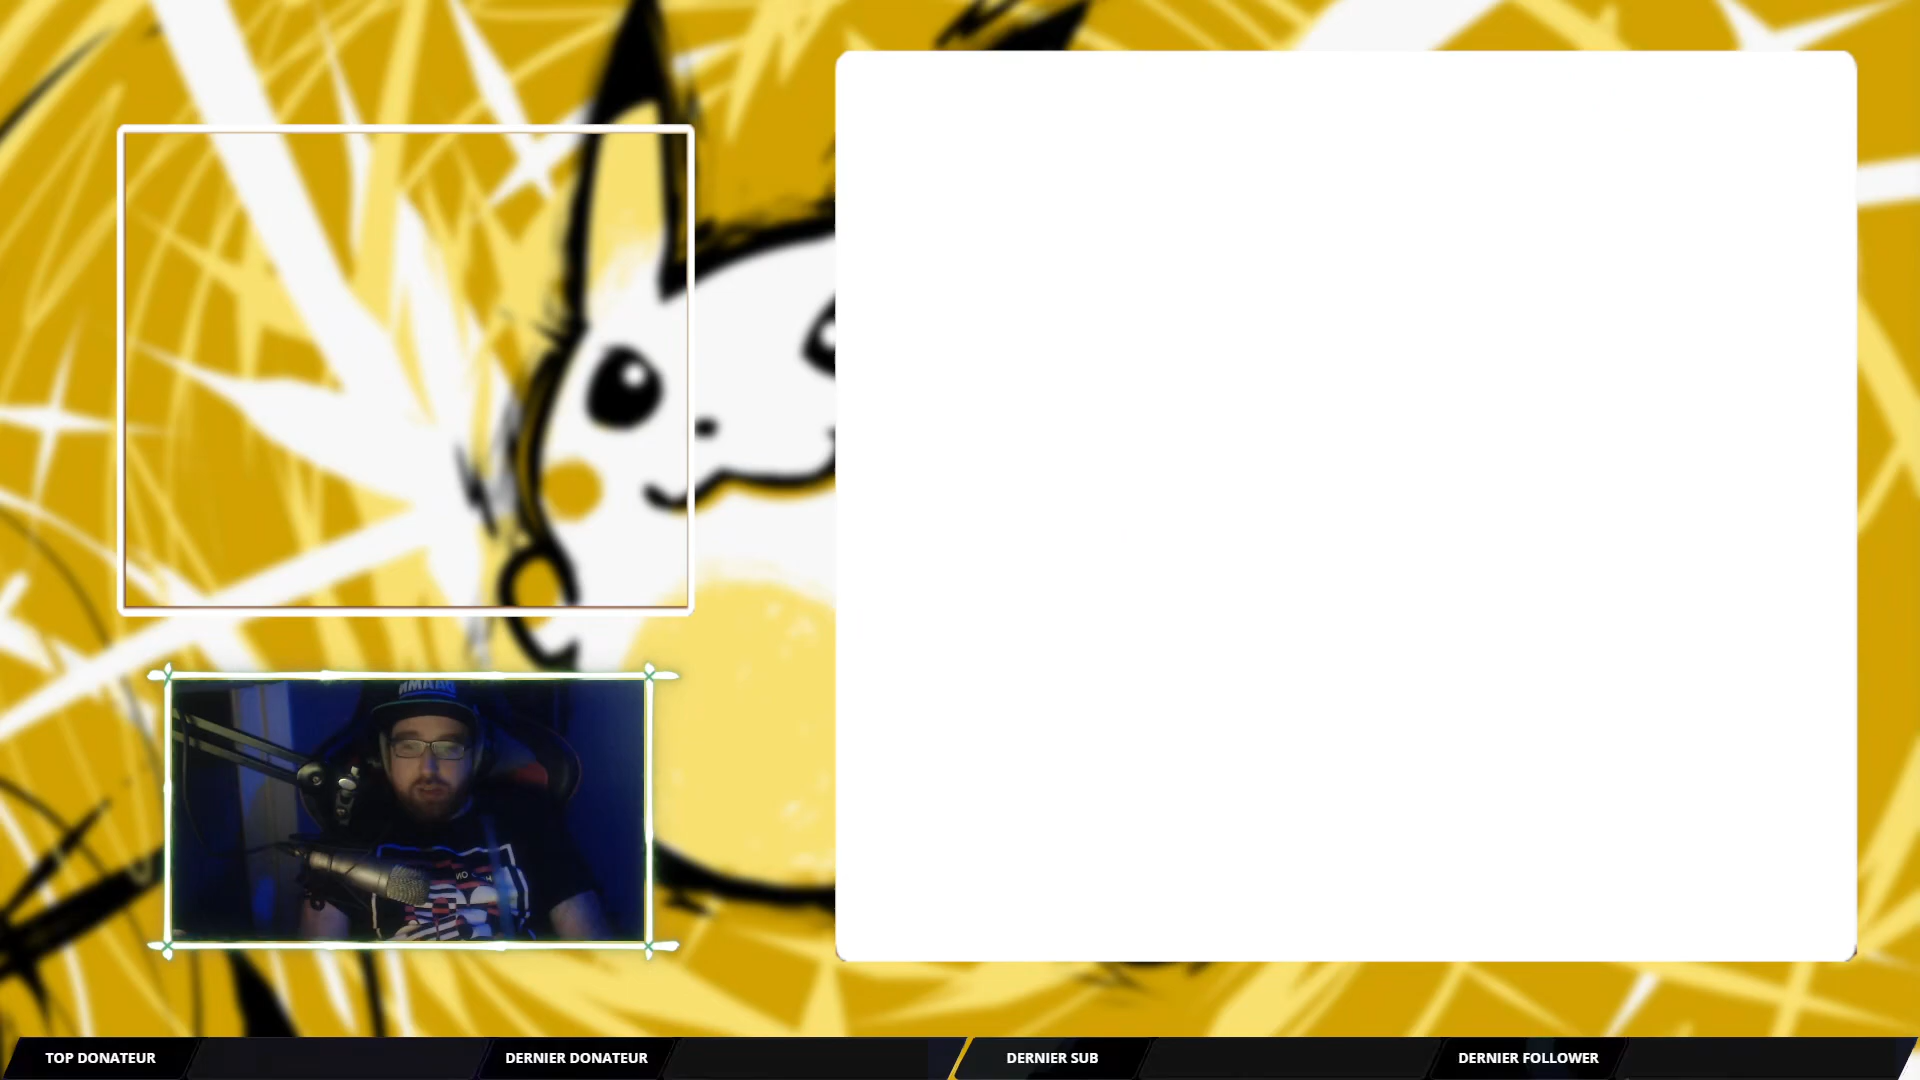 TOP DONATEUR
DERNIER DONATEUR
DERNIER SUB
DERNIER FOLLOWER